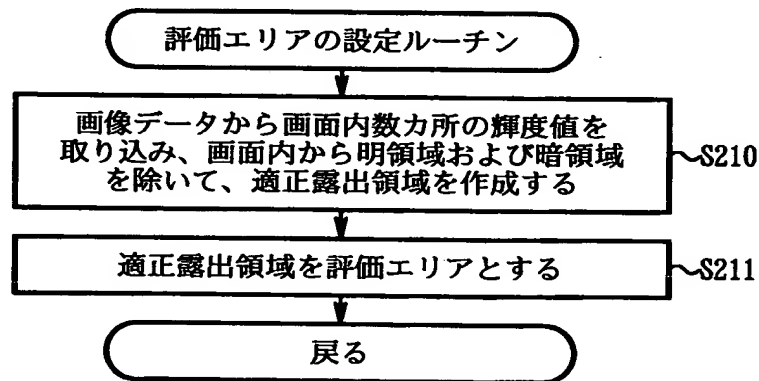 評価エリアの設定ルーチン
画像データから画面内数カ所の輝度値を
取り込み、画面内から明領域および暗領域
を除いて、適正露出領域を作成する
S210
適正露出領域を評価エリアとする
S211
戻る